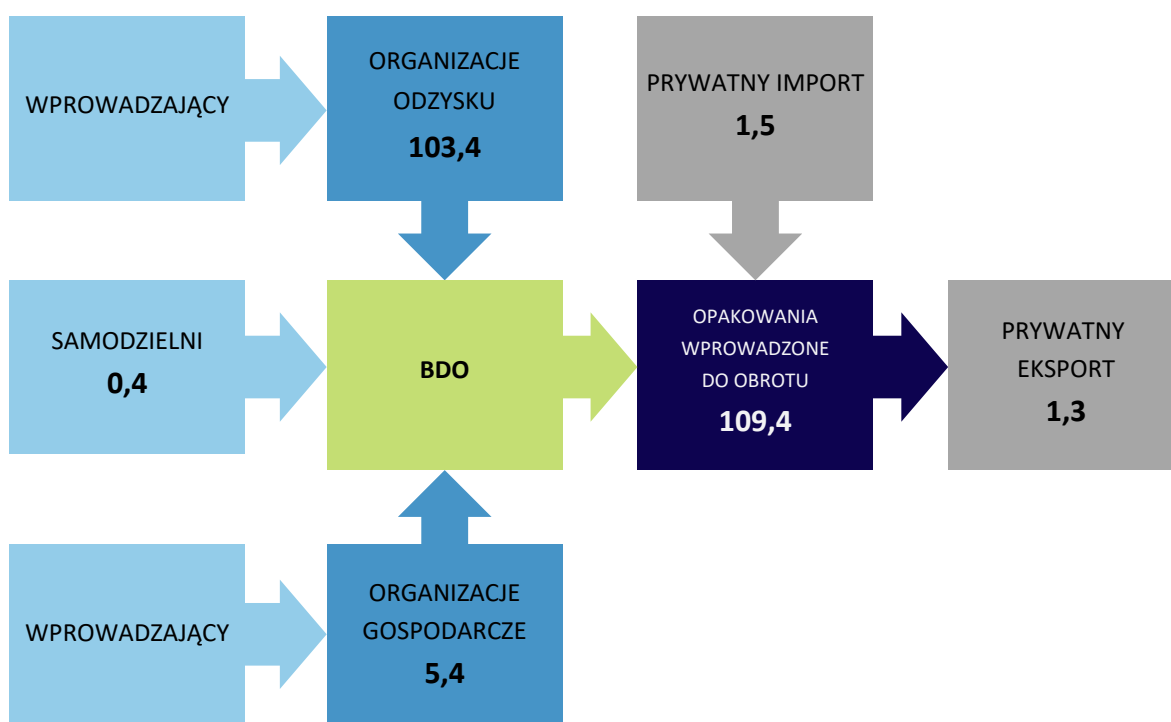 WPROWADZAJĄCY
ORGANIZACJE
ODZYSKU
103,4
PRYWATNY IMPORT
1,5
SAMODZIELNI
0,4
BDO
OPAKOWANIA
WPROWADZONE
DO OBROTU
109,4
PRYWATNY
EKSPORT
1,3
WPROWADZAJĄCY
ORGANIZACJE
GOSPODARCZE
5,4